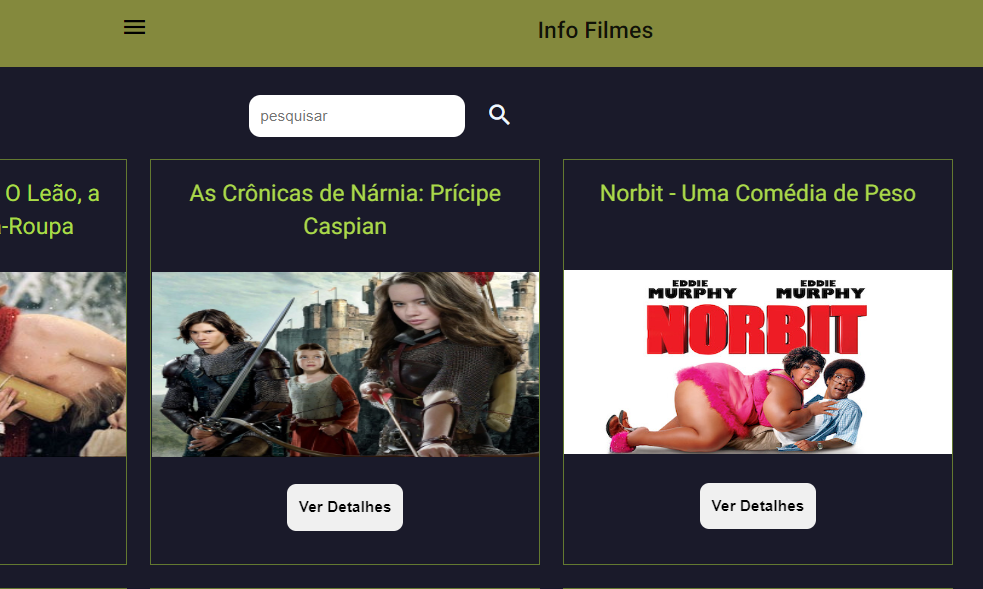 Info Filmes
pesquisar
O Leão, a
-Roupa
As Crônicas de Nárnia: Prícipe
Caspian
Norbit - Uma Comédia de Peso
EDDIE EDDIE
MURPHY MURPHY
NORBIT
Ver Detalhes
Ver Detalhes